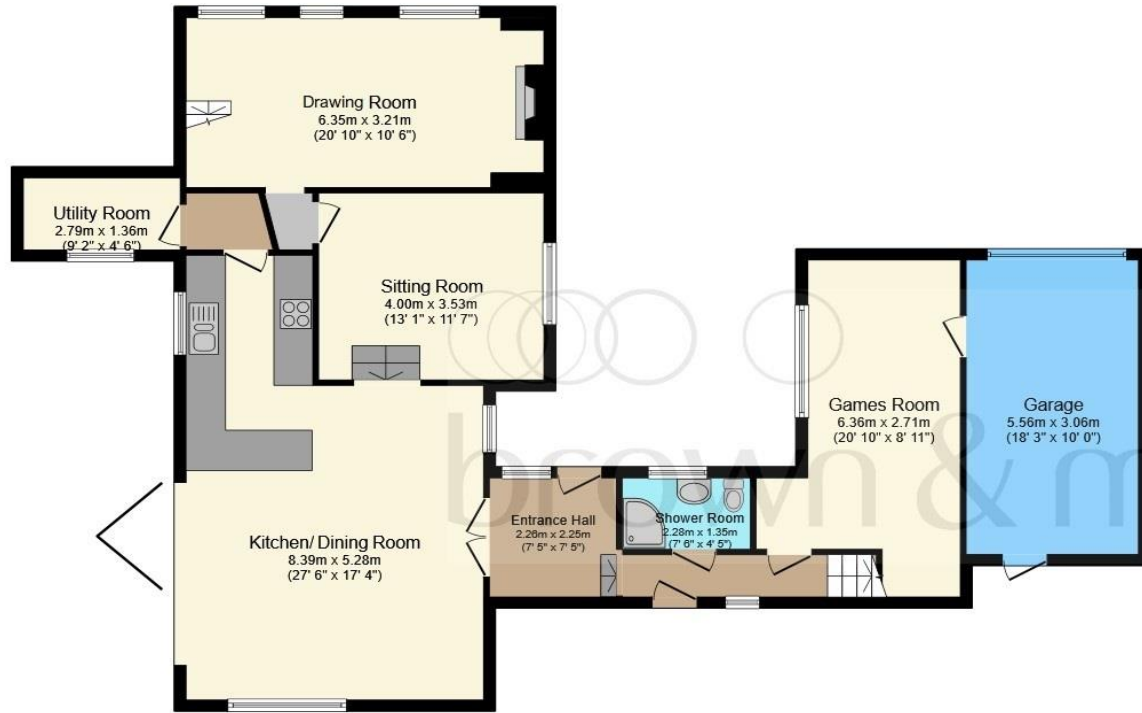 Drawing Room
6.35m x 3.21m
(20' 10" x 10' 6")
Utility Room
2.79m x 1.36m
(9' 2" x 4' 6")
Sitting Room
4.00m x 3.53m
(13' 1" x 11' 7")
Games Room
6.36m x 2.71m
(20' 10" x 8' 11")
Garage
5.56m x 3.06m
(18' 3" x 10' 0")
Kitchen/ Dining Room
8.39m x 5.28m
(27' 6" x 17' 4")
Entrance Hall
2.26m x 2.25m
(7' 5" x 7' 5")
Shower Room
2.28m x 1.35m
(7' 6" x 4' 5")
brown & m